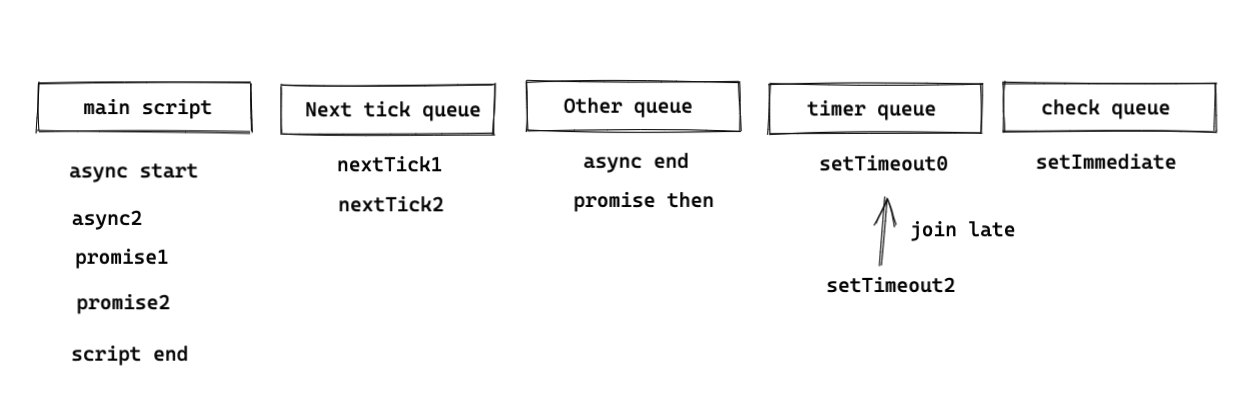 main script
async start
async2
promise1
promise2
script end
Next tick queue
nextTick1
nextTick2
Other queue
async end
promise then
timer queue
setTimeout0
join late
setTimeout2
check queue
setImmediate